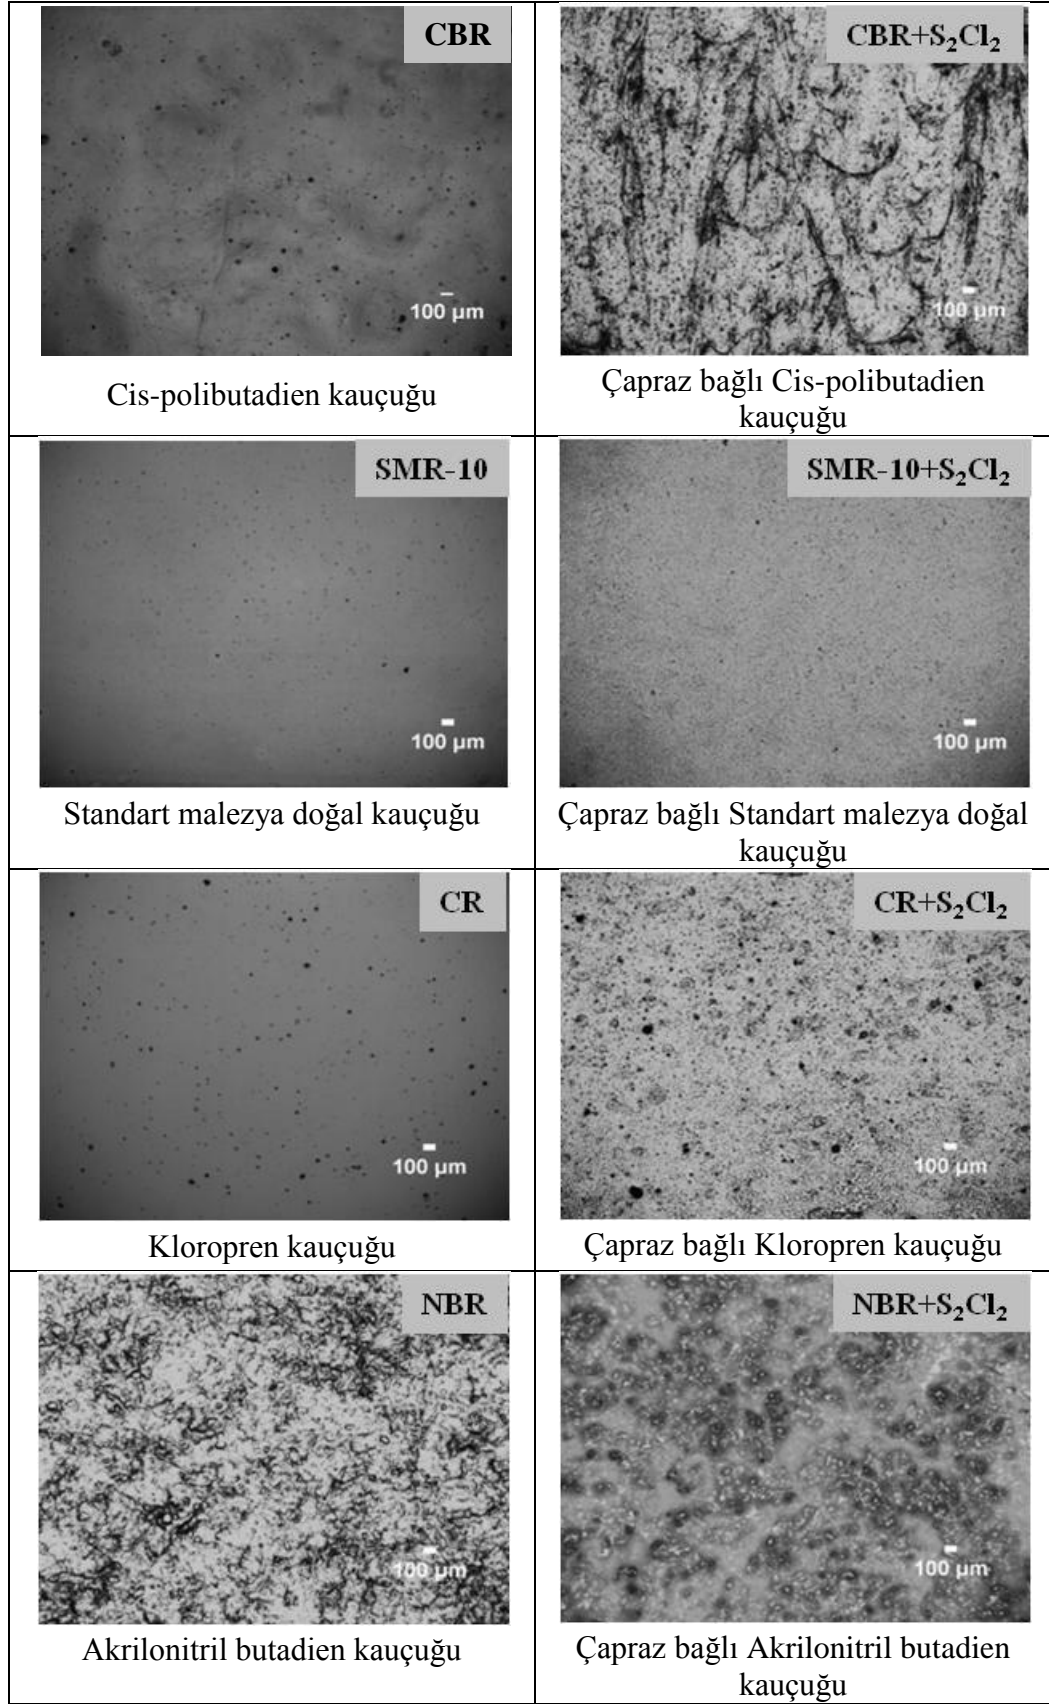 CBR
100 µm
Cis-polibutadien kauçuğu
CBR+S₂Cl₂
100 µm
Çapraz bağlı Cis-polibutadien
kauçuğu
SMR-10
100 µm
Standart malezya doğal kauçuğu
SMR-10+S₂Cl₂
100 µm
Çapraz bağlı Standart malezya doğal
kauçuğu
CR
100 µm
Kloropren kauçuğu
CR+S₂Cl₂
100 µm
Çapraz bağlı Kloropren kauçuğu
NBR
100 µm
Akrilonitril butadien kauçuğu
NBR+S₂Cl₂
100 µm
Çapraz bağlı Akrilonitril butadien
kauçuğu